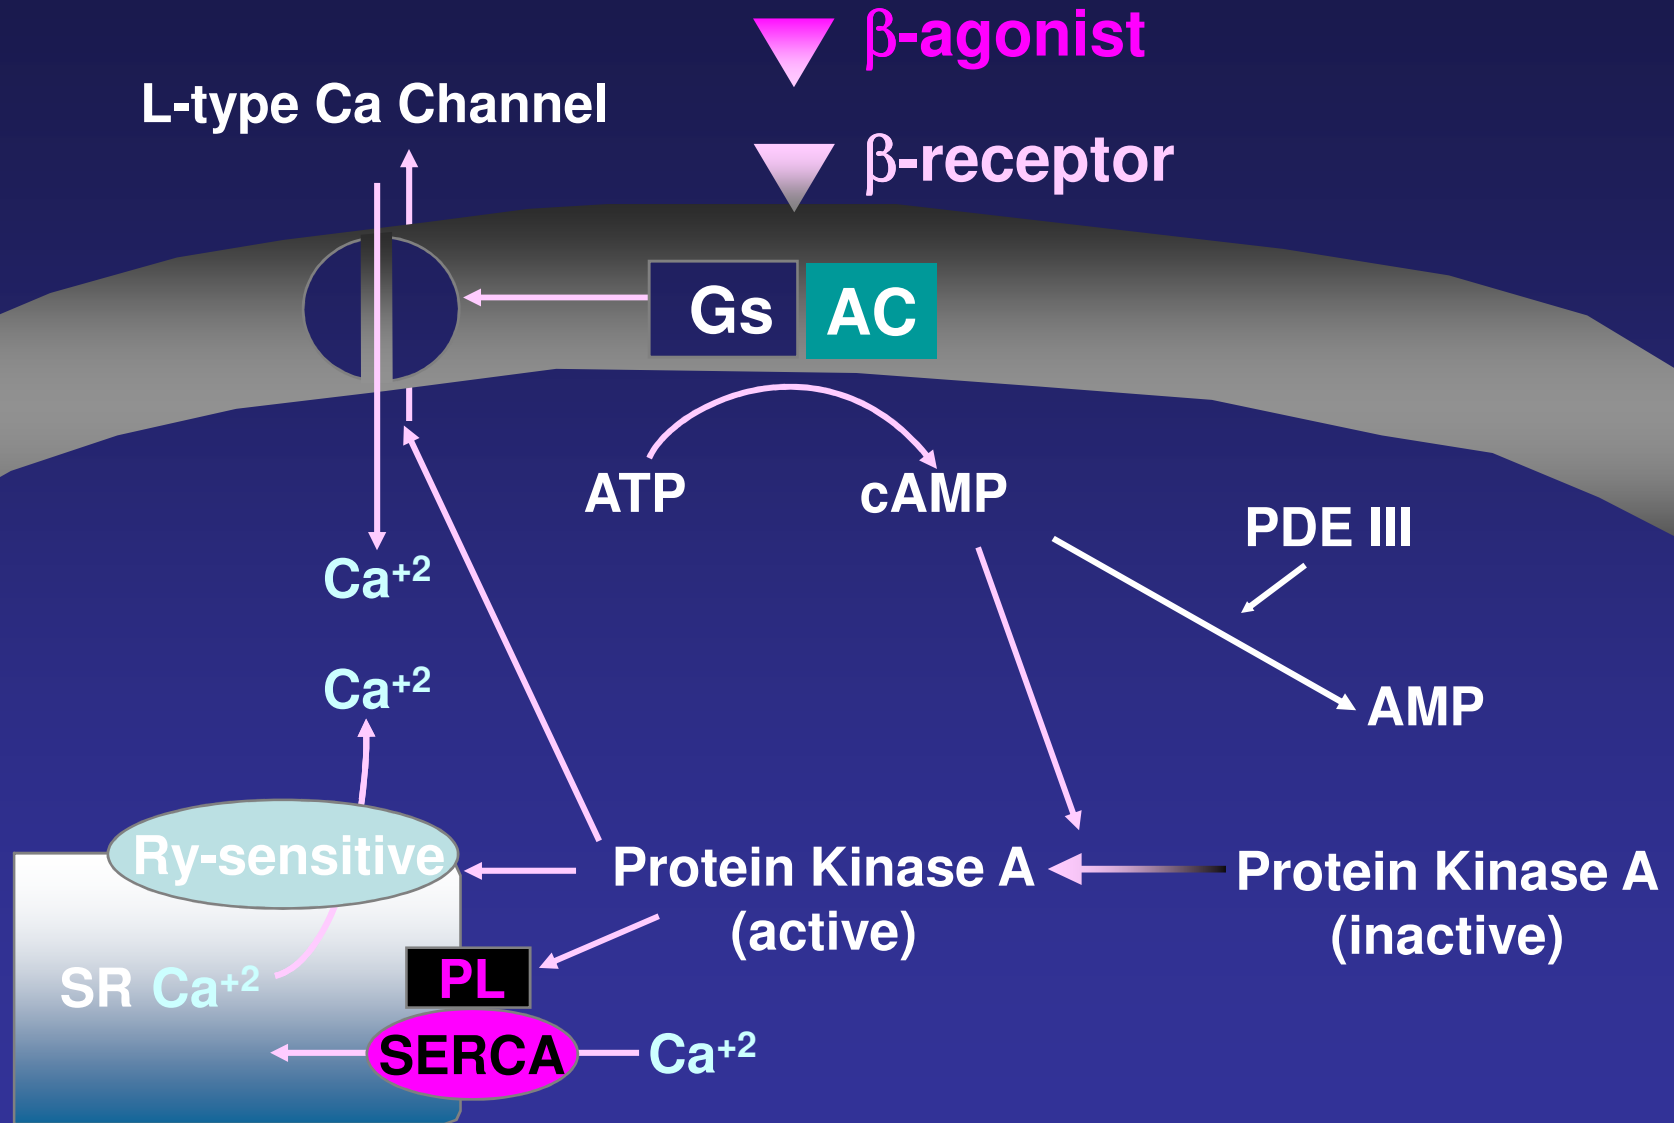 β-agonist
L-type Ca Channel
β-receptor
Gs
AC
ATP
cAMP
PDE III
Ca+2
Ca+2
AMP
Ry-sensitive
Protein Kinase A
(active)
Protein Kinase A
(inactive)
SR Ca+2
PL
SERCA
Ca+2